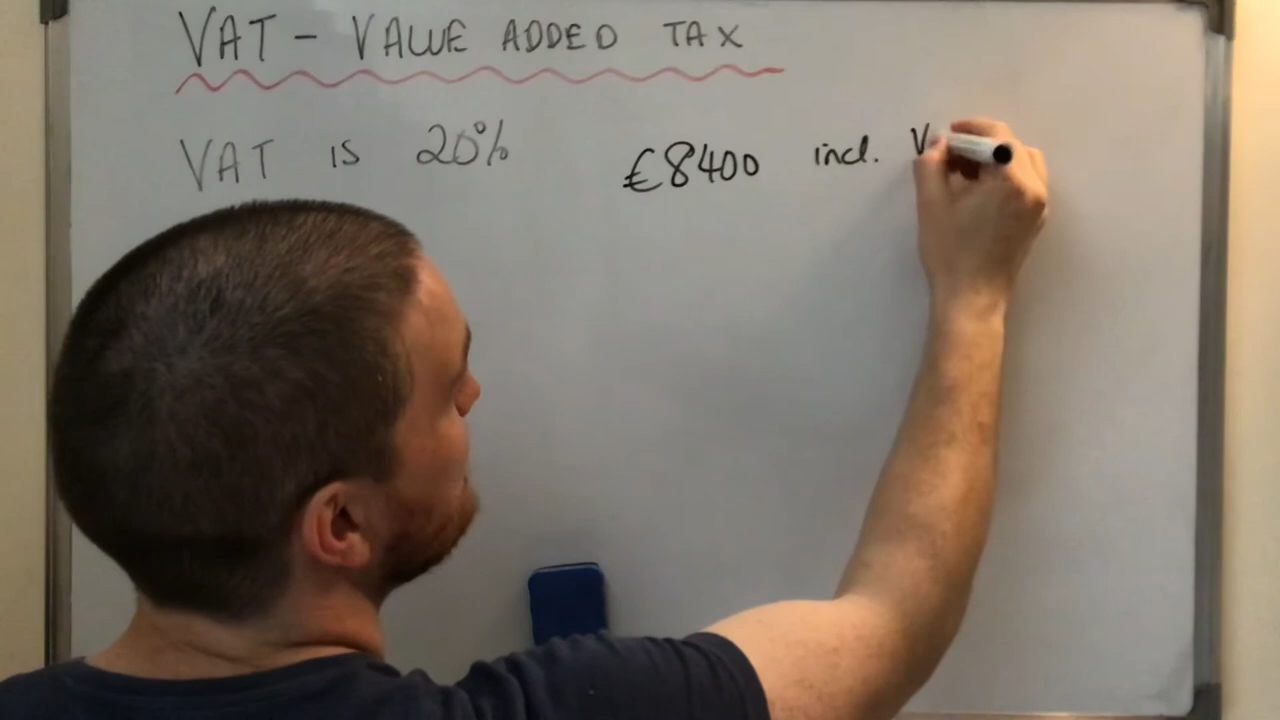 VAT - VALUE ADDED TAX
VAT IS 20% £8400 incl. V